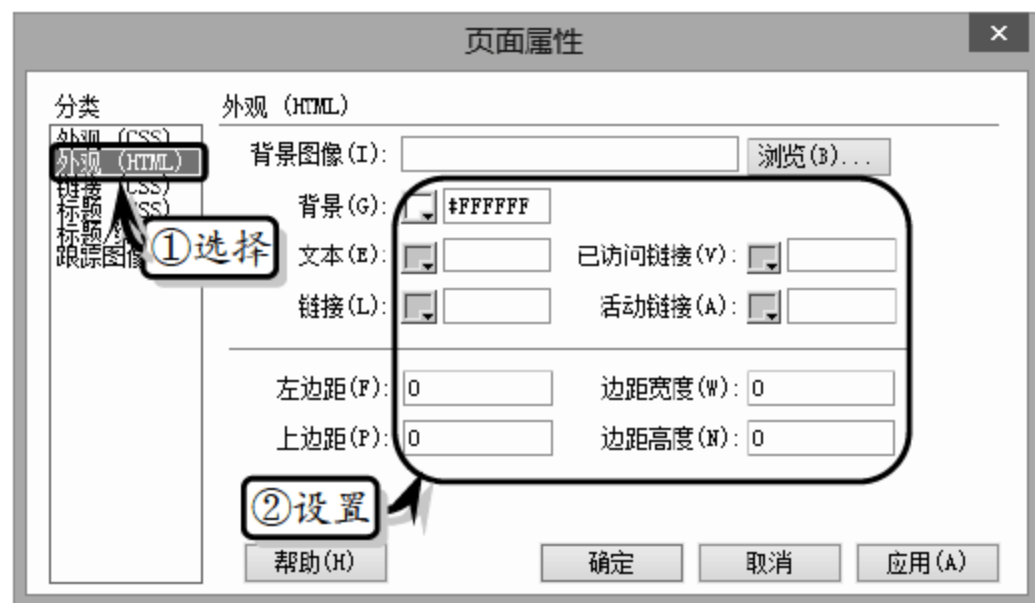 页面属性
×
分类
外观 (CSS)
外观 (HTML)
链接 (CSS)
标题
标题/
跟踪图像
①选择
外观 (HTML)
背景图像(I):
浏览(B)...
背景(G): #FFFFFF
文本(E): 已访问链接(V):
链接(L): 活动链接(A):
左边距(F): 0 边距宽度(W): 0
上边距(P): 0 边距高度(N): 0
②设置
帮助(H) 确定 取消 应用(A)